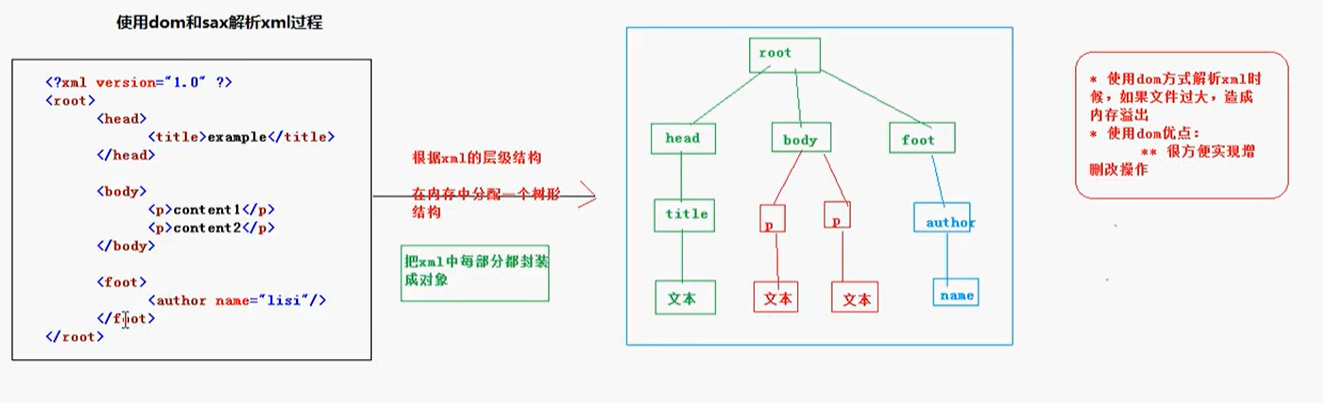 使用dom和sax解析xml过程
<?xml version="1.0" ?>
<root>
<head>
<title>example</title>
</head>
<body>
<p>content1</p>
<p>content2</p>
</body>
<foot>
<author name="lisi"/>
</foot>
</root>
根据xml的层级结构
在内存中分配一个树形
结构
把xml中每部分都封装
成对象
root
head
body
foot
title
p
p
author
文本
文本
文本
name
* 使用dom方式解析xml时
候，如果文件过大，造成
内存溢出
* 使用dom优点：
** 很方便实现增
删改操作